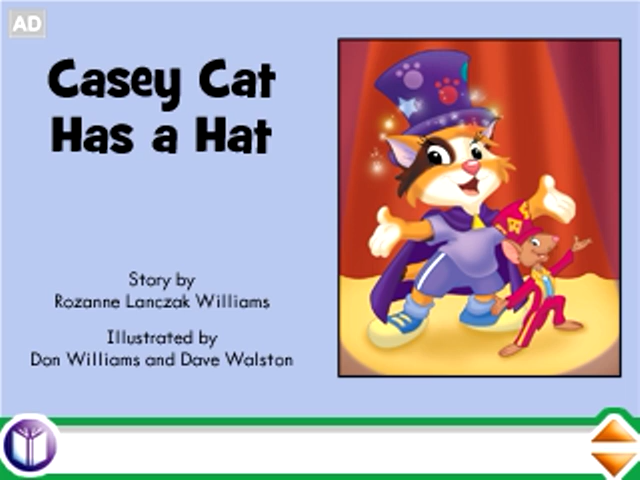 AD
Casey Cat
Has a Hat
Story by
Rozanne Lanczak Williams
Illustrated by
Don Williams and Dave Walston